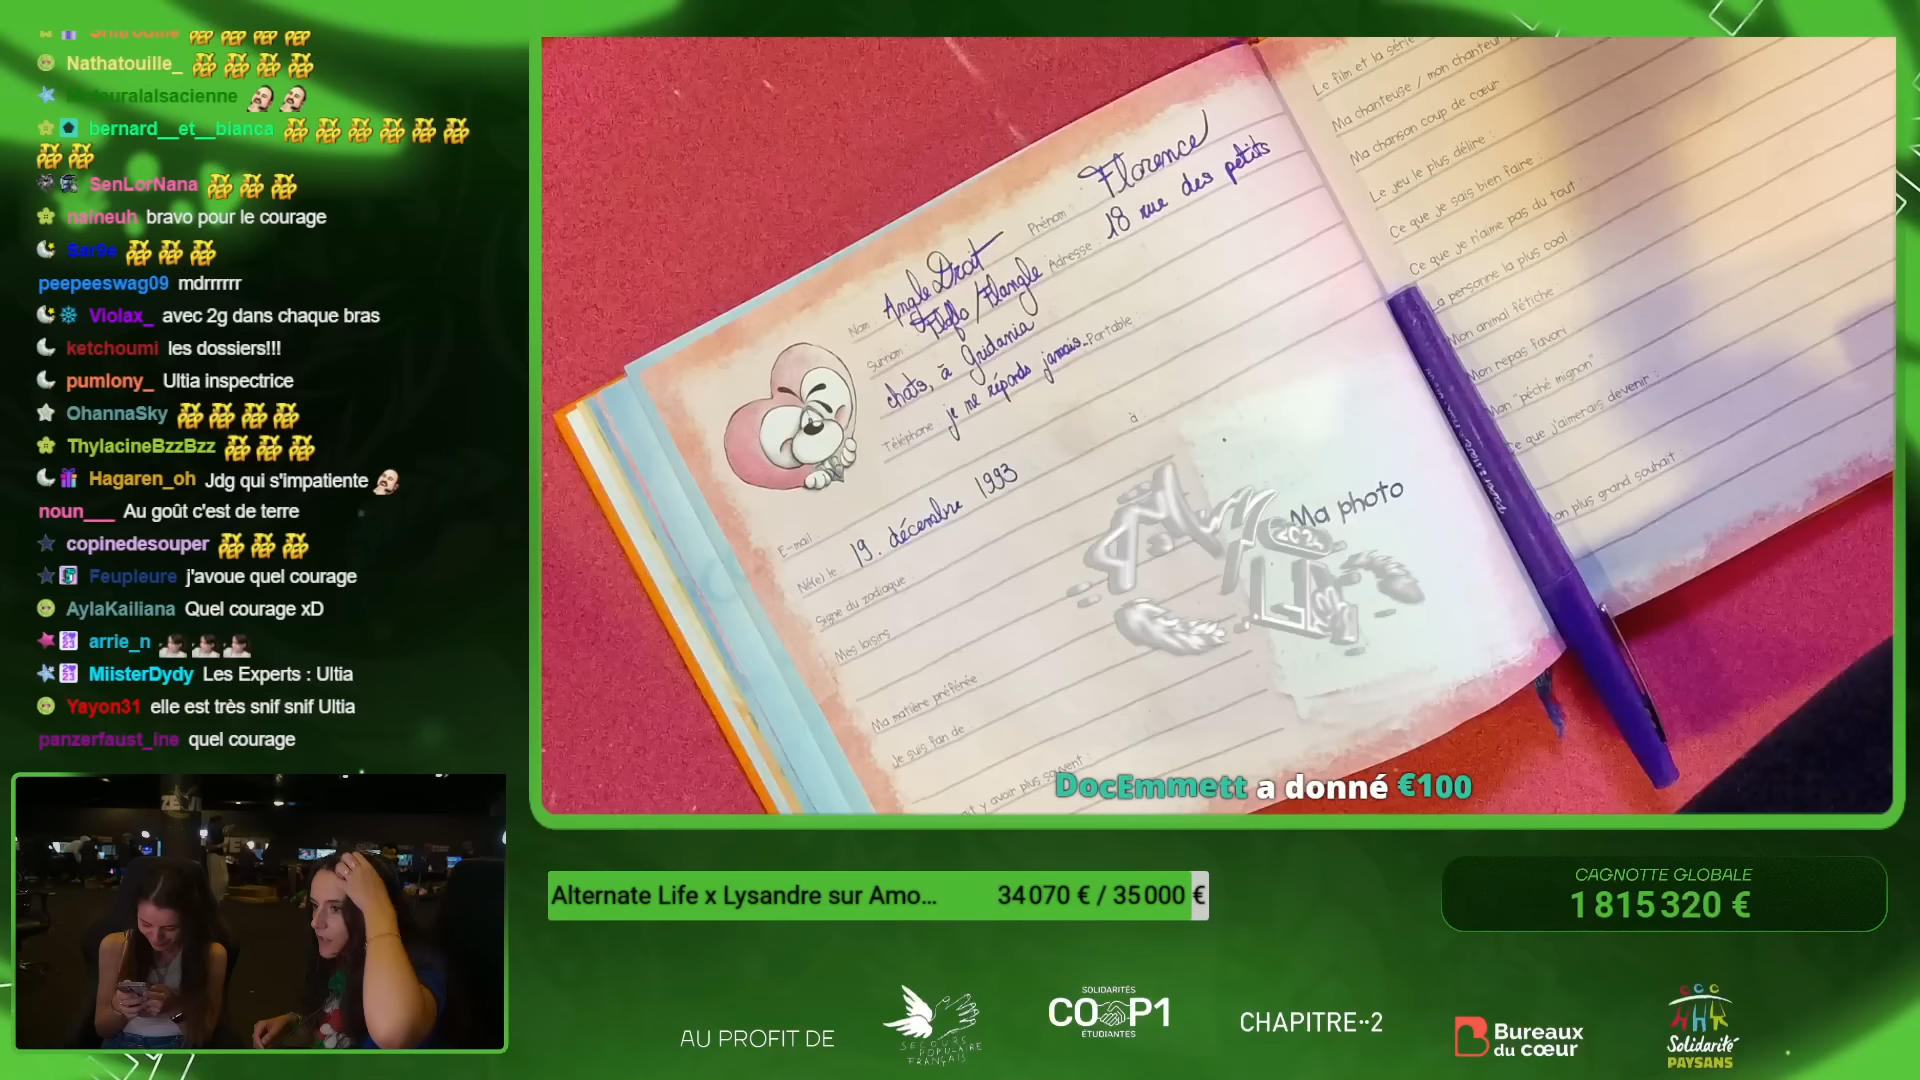 Nathatouille_
bernard__et__bianca
SenLorNana
naineuh bravo pour le courage
Sar9e
peepeeswag09 mdrrrrrr
Violax_ avec 2g dans chaque bras
ketchoumi les dossiers!!!
pumlony_ Ultia inspectrice
OhannaSky
ThylacineBzzBzz
Hagaren_oh Jdg qui s'impatiente
noun___ Au goût c'est de terre
copinedesouper
Feupleure j'avoue quel courage
AylaKailiana Quel courage xD
arrie_n
MiisterDydy Les Experts : Ultia
Yayon31 elle est très snif snif Ultia
panzerfaust_ine quel courage
Nom : Angle Droit
Prénom : Florence
Surnom : /Flangle
Adresse : 18 rue des petits
chats, à Gridania
Téléphone je ne réponds jamais
Portable :
E-mail
à :
Né(e) le 19 décembre 1993
Signe du zodiaque
Mes loisirs
Ma matière préférée
Je suis fan de
it y avoir plus souvent :
Ma photo
2024
Le film et la série
Ma chanteuse / mon chanteur
Ma chanson coup de cœur :
Le jeu le plus délire :
Ce que je sais bien faire :
Ce que je n'aime pas du tout :
La personne la plus cool :
Mon animal fétiche
Mon repas favori
Mon "péché mignon"
Ce que j'aimerais devenir :
Mon plus grand souhait :
DocEmmett a donné €100
Alternate Life x Lysandre sur Amo... 34 070 € / 35 000 €
CAGNOTTE GLOBALE
1 815 320 €
AU PROFIT DE
SECOURS
POPULAIRE
FRANÇAIS
SOLIDARITÉS
COOP1
ÉTUDIANTES
CHAPITRE··2
Bureaux
du cœur
Solidarité
PAYSANS